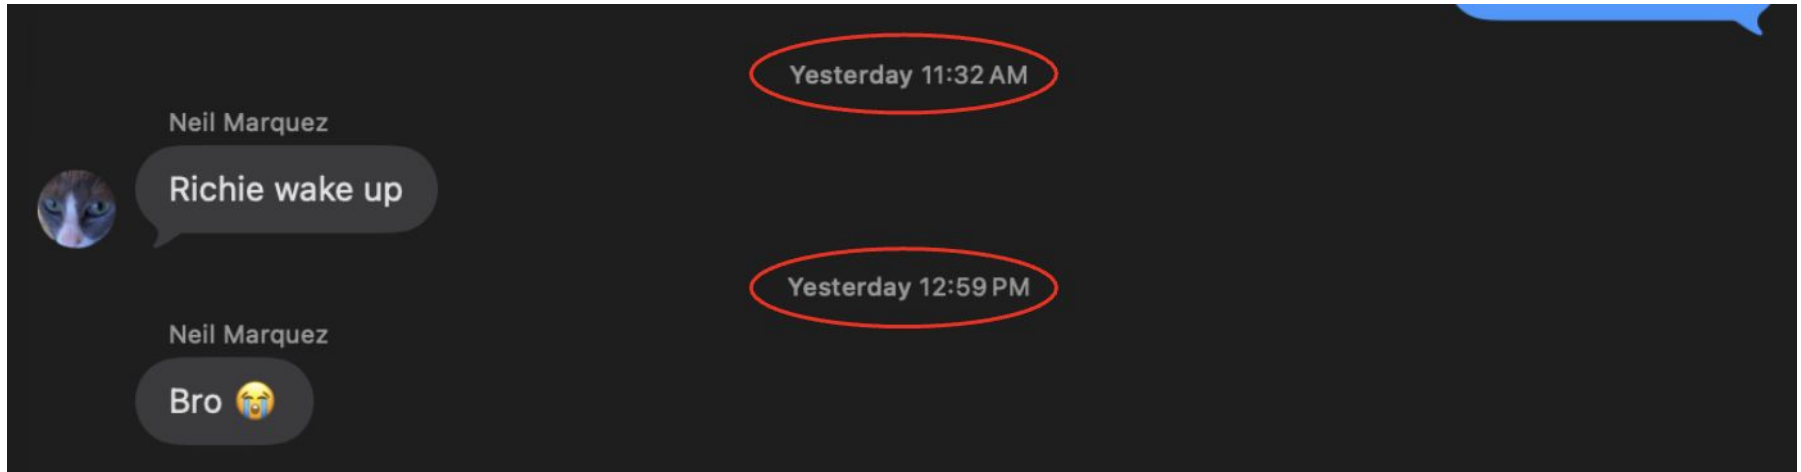 Yesterday 11:32 AM
Neil Marquez
Richie wake up
Yesterday 12:59 PM
Neil Marquez
Bro 😭